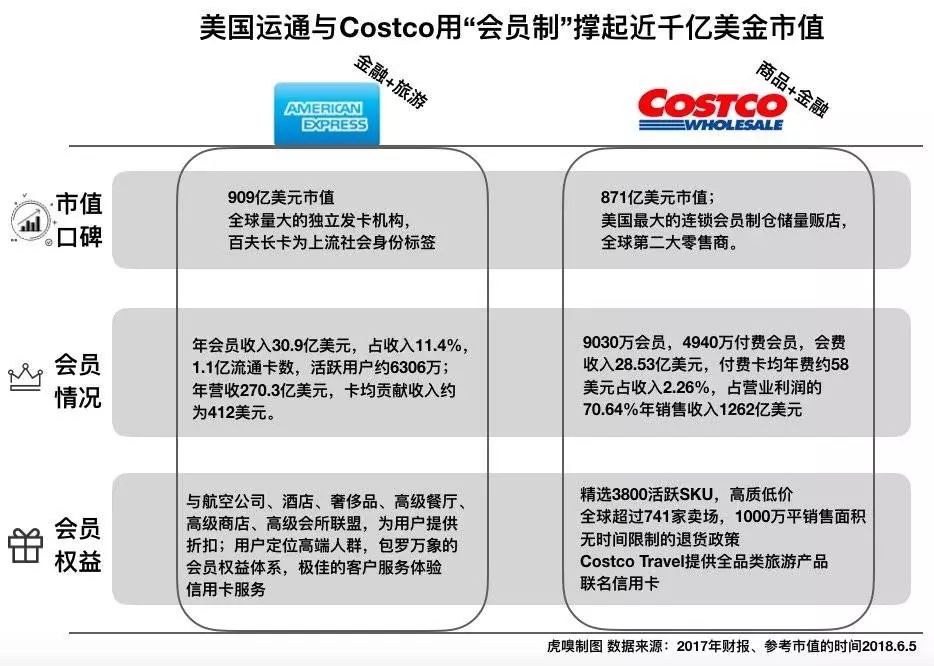 美国运通与Costco用“会员制”撑起近千亿美金市值
金融+旅游
AMERICAN
EXPRESS
商品+金融
COSTCO
WHOLESALE
市值
口碑
909亿美元市值
全球量大的独立发卡机构，
百夫长卡为上流社会身份标签
871亿美元市值；
美国最大的连锁会员制仓储量贩店，
全球第二大零售商。
会员
情况
年会员收入30.9亿美元，占收入11.4%，
1.1亿流通卡数，活跃用户约6306万；
年营收270.3亿美元，卡均贡献收入约
为412美元。
9030万会员，4940万付费会员，会费
收入28.53亿美元，付费卡均年费约58
美元占收入2.26%，占营业利润的
70.64%年销售收入1262亿美元
会员
权益
与航空公司、酒店、奢侈品、高级餐厅、
高级商店、高级会所联盟，为用户提供
折扣；用户定位高端人群，包罗万象的
会员权益体系，极佳的客户服务体验
信用卡服务
精选3800活跃SKU，高质低价
全球超过741家卖场，1000万平销售面积
无时间限制的退货政策
Costco Travel提供全品类旅游产品
联名信用卡
虎嗅制图 数据来源：2017年财报、参考市值的时间2018.6.5